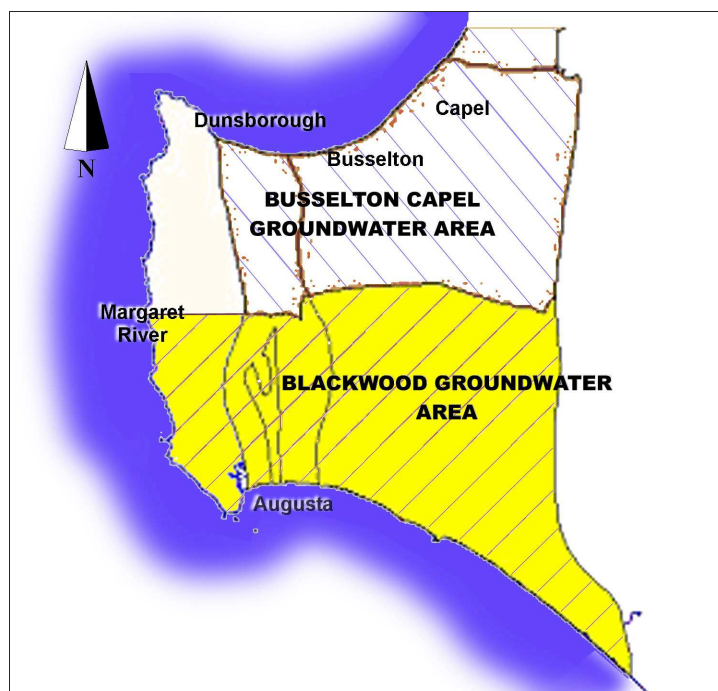 Dunsborough
Capel
Busselton
N
BUSSELTON CAPEL
GROUNDWATER AREA
Margaret
River
BLACKWOOD GROUNDWATER
AREA
Augusta